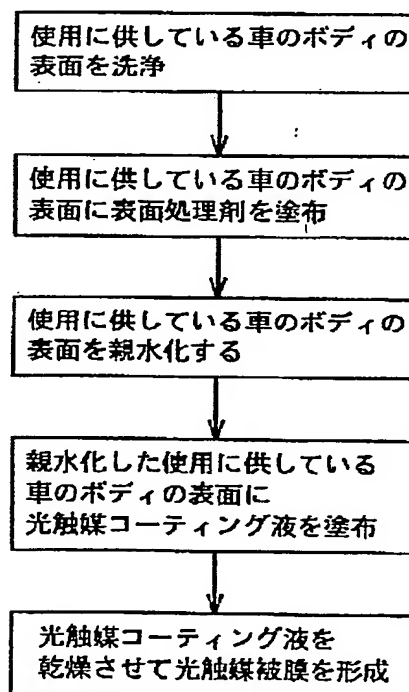 使用に供している車のボディの
表面を洗浄
使用に供している車のボディの
表面に表面処理剤を塗布
使用に供している車のボディの
表面を親水化する
親水化した使用に供している
車のボディの表面に
光触媒コーティング液を塗布
光触媒コーティング液を
乾燥させて光触媒被膜を形成